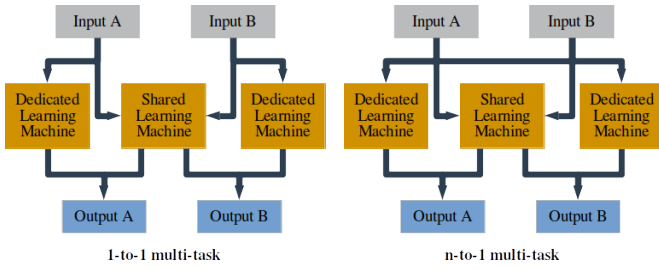 Input A
Input B
Input A
Input B
Dedicated
Learning
Machine
Shared
Learning
Machine
Dedicated
Learning
Machine
Dedicated
Learning
Machine
Shared
Learning
Machine
Dedicated
Learning
Machine
Output A
Output B
Output A
Output B
1-to-1 multi-task
n-to-1 multi-task